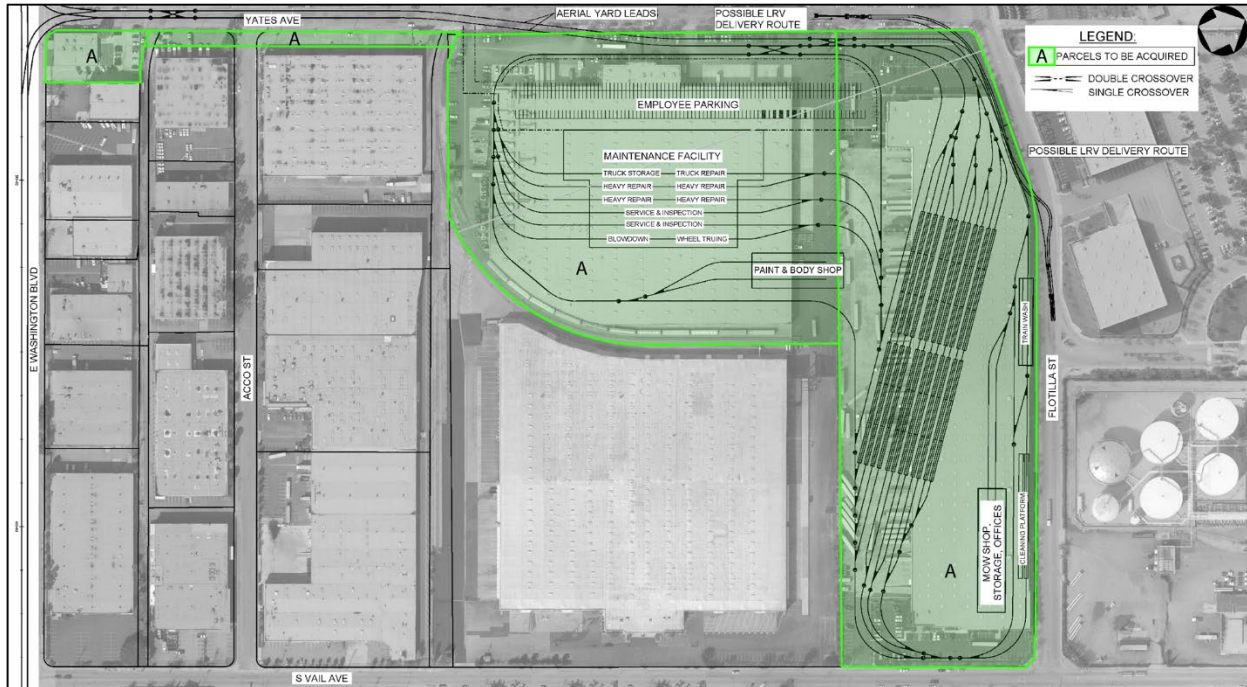 YATES AVE
AERIAL YARD LEADS
POSSIBLE LRV
DELIVERY ROUTE
LEGEND:
A PARCELS TO BE ACQUIRED
DOUBLE CROSSOVER
SINGLE CROSSOVER
A
A
EMPLOYEE PARKING
MAINTENANCE FACILITY
TRUCK STORAGE TRUCK REPAIR
HEAVY REPAIR HEAVY REPAIR
HEAVY REPAIR HEAVY REPAIR
SERVICE & INSPECTION
SERVICE & INSPECTION
BLOWDOWN WHEEL TRUING
A
PAINT & BODY SHOP
POSSIBLE LRV DELIVERY ROUTE
E WASHINGTON BLVD
ACCO ST
TRAIN WASH
FLOTILLA ST
CLEANING PLATFORM
MOW SHOP,
STORAGE, OFFICES
A
S VAIL AVE